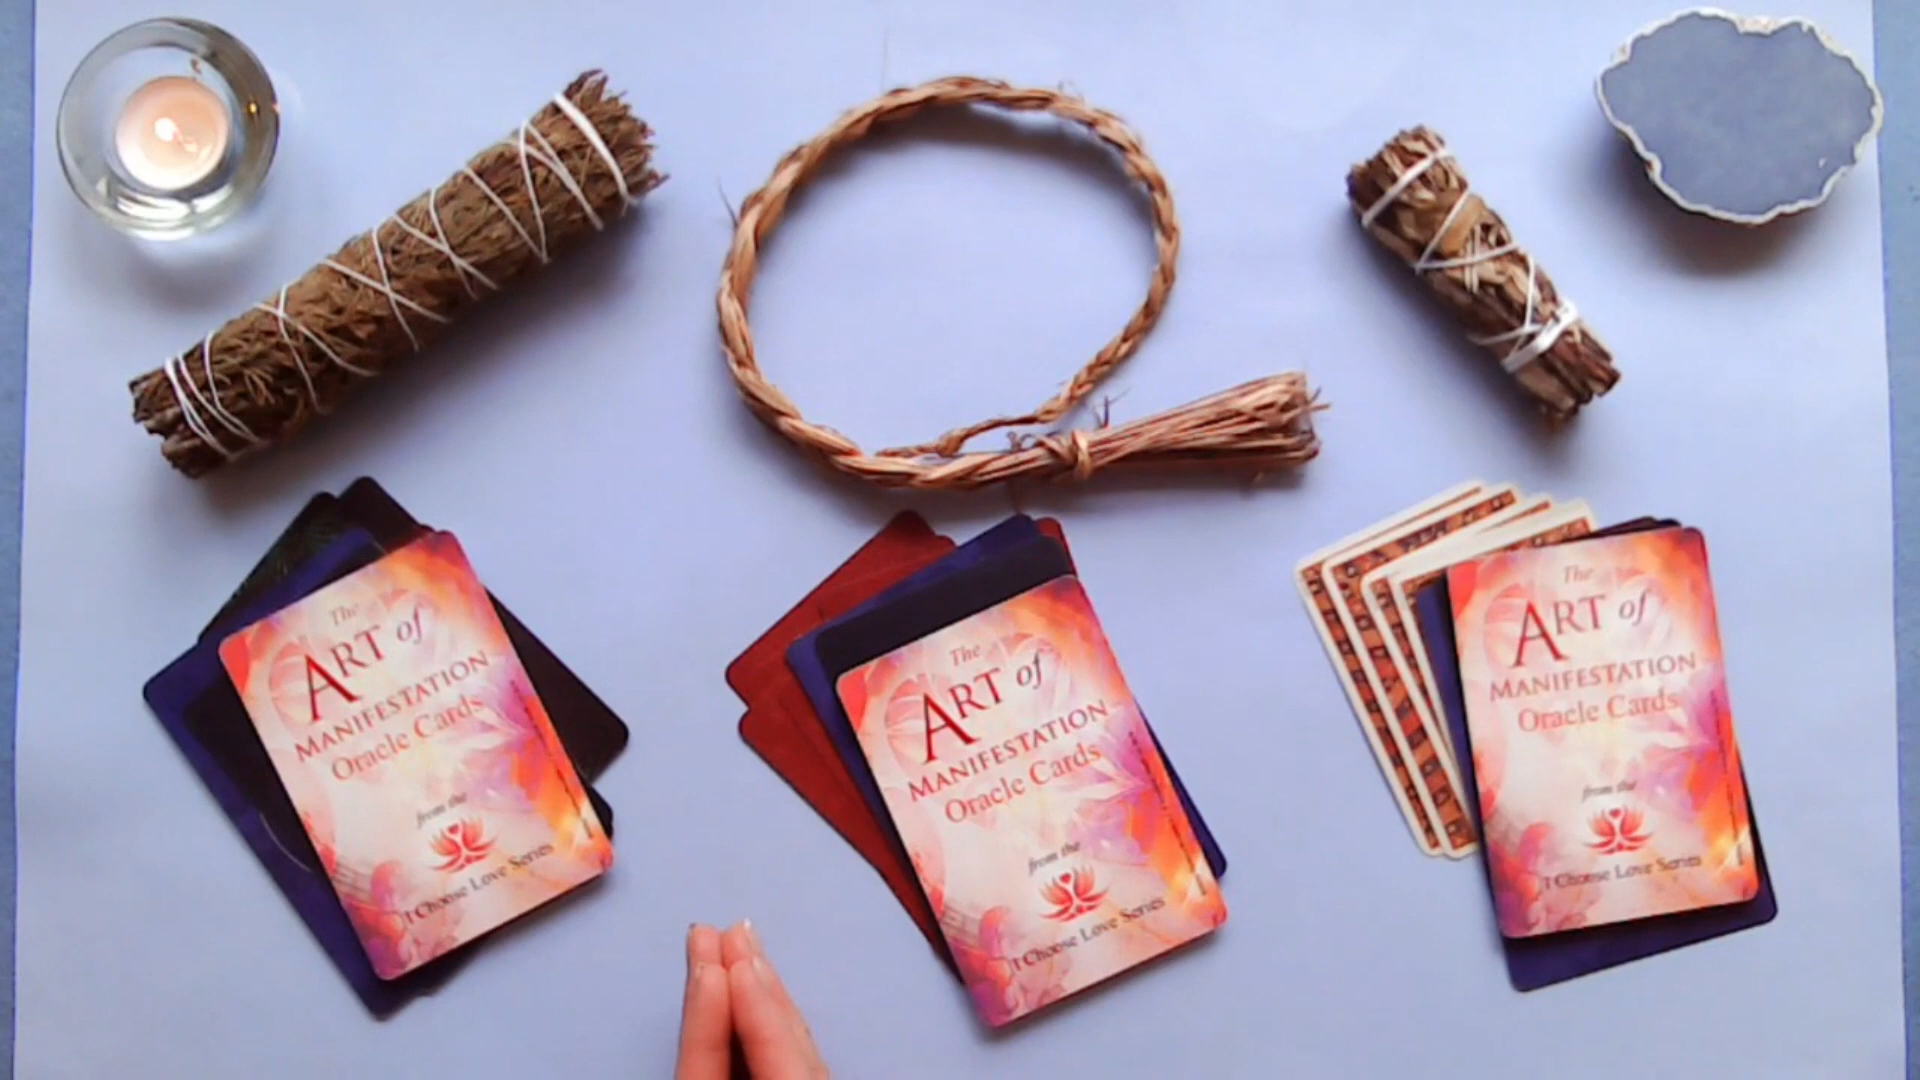 The
ART of
MANIFESTATION
Oracle Cards
from the
I Choose Love Series
The
ART of
MANIFESTATION
Oracle Cards
from the
I Choose Love Series
The
ART of
MANIFESTATION
Oracle Cards
from the
I Choose Love Series